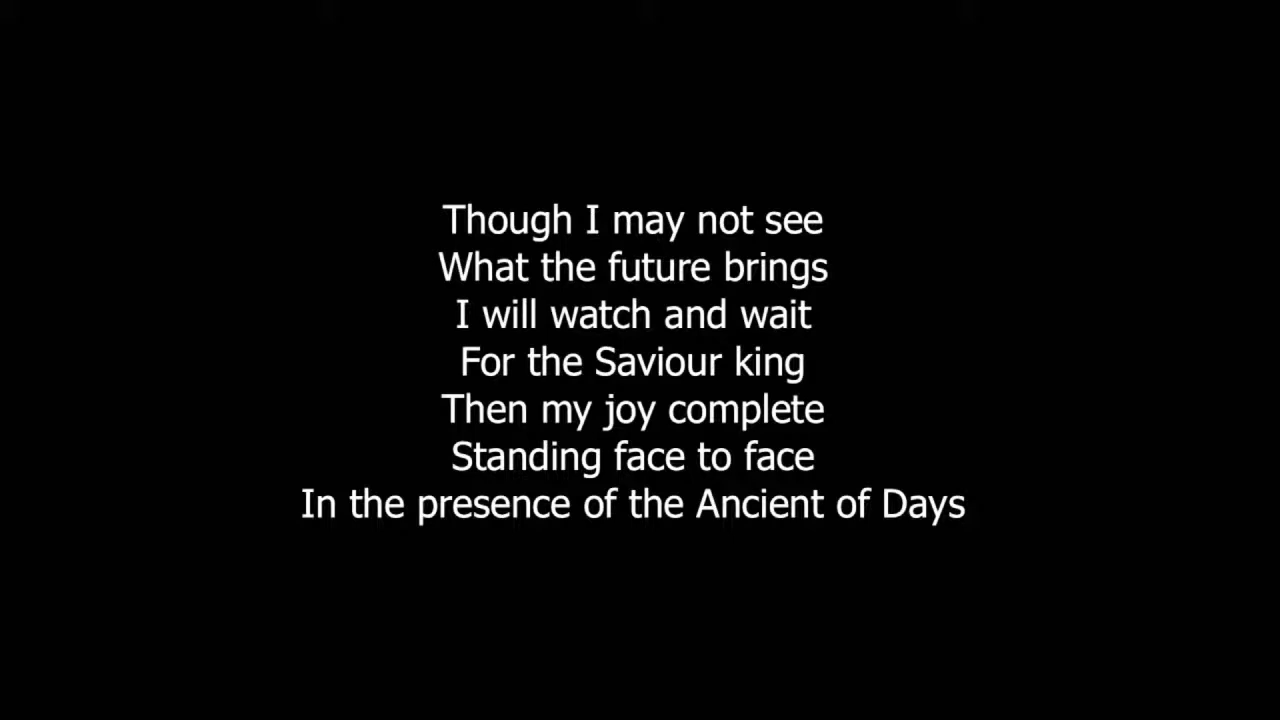 Though I may not see
What the future brings
I will watch and wait
For the Saviour king
Then my joy complete
Standing face to face
In the presence of the Ancient of Days